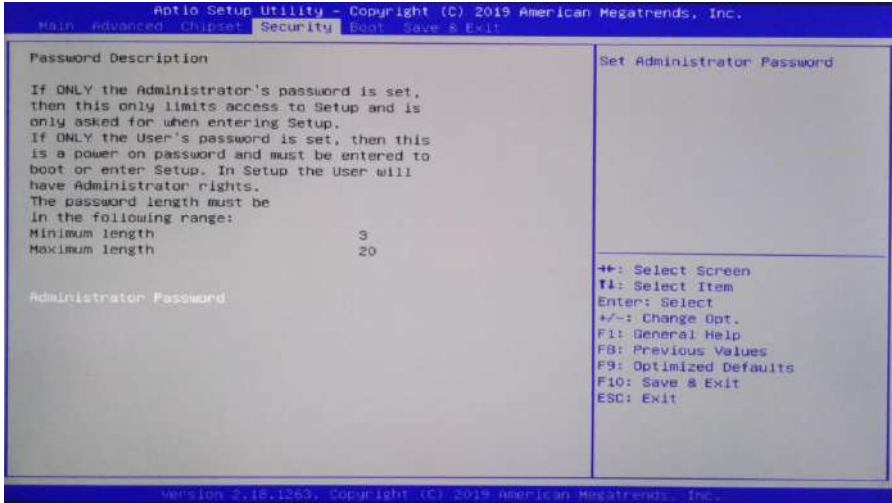 Aptio Setup Utility - Copyright (C) 2019 American Megatrends, Inc.
Main Advanced Chipset Security Boot Save & Exit
Password Description
If ONLY the Administrator's password is set,
then this only limits access to Setup and is
only asked for when entering Setup.
If ONLY the User's password is set, then this
is a power on password and must be entered to
boot or enter Setup. In Setup the User will
have Administrator rights.
The password length must be
in the following range:
Minimum length 3
Maximum length 20
Administrator Password
Set Administrator Password
→←: Select Screen
↑↓: Select Item
Enter: Select
+/-: Change Opt.
F1: General Help
F8: Previous Values
F9: Optimized Defaults
F10: Save & Exit
ESC: Exit
Version 2.18.1263. Copyright (C) 2019 American Megatrends, Inc.